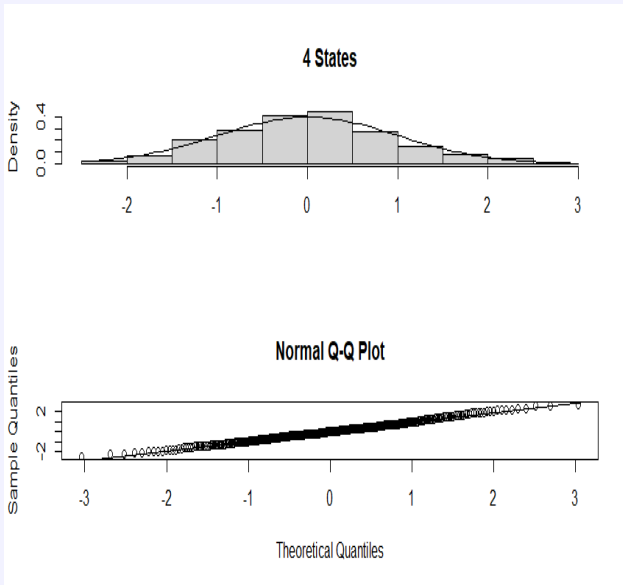 4 States
Density
0.0 0.4
-2 -1 0 1 2 3
Normal Q-Q Plot
Sample Quantiles
-2 2
-3 -2 -1 0 1 2 3
Theoretical Quantiles